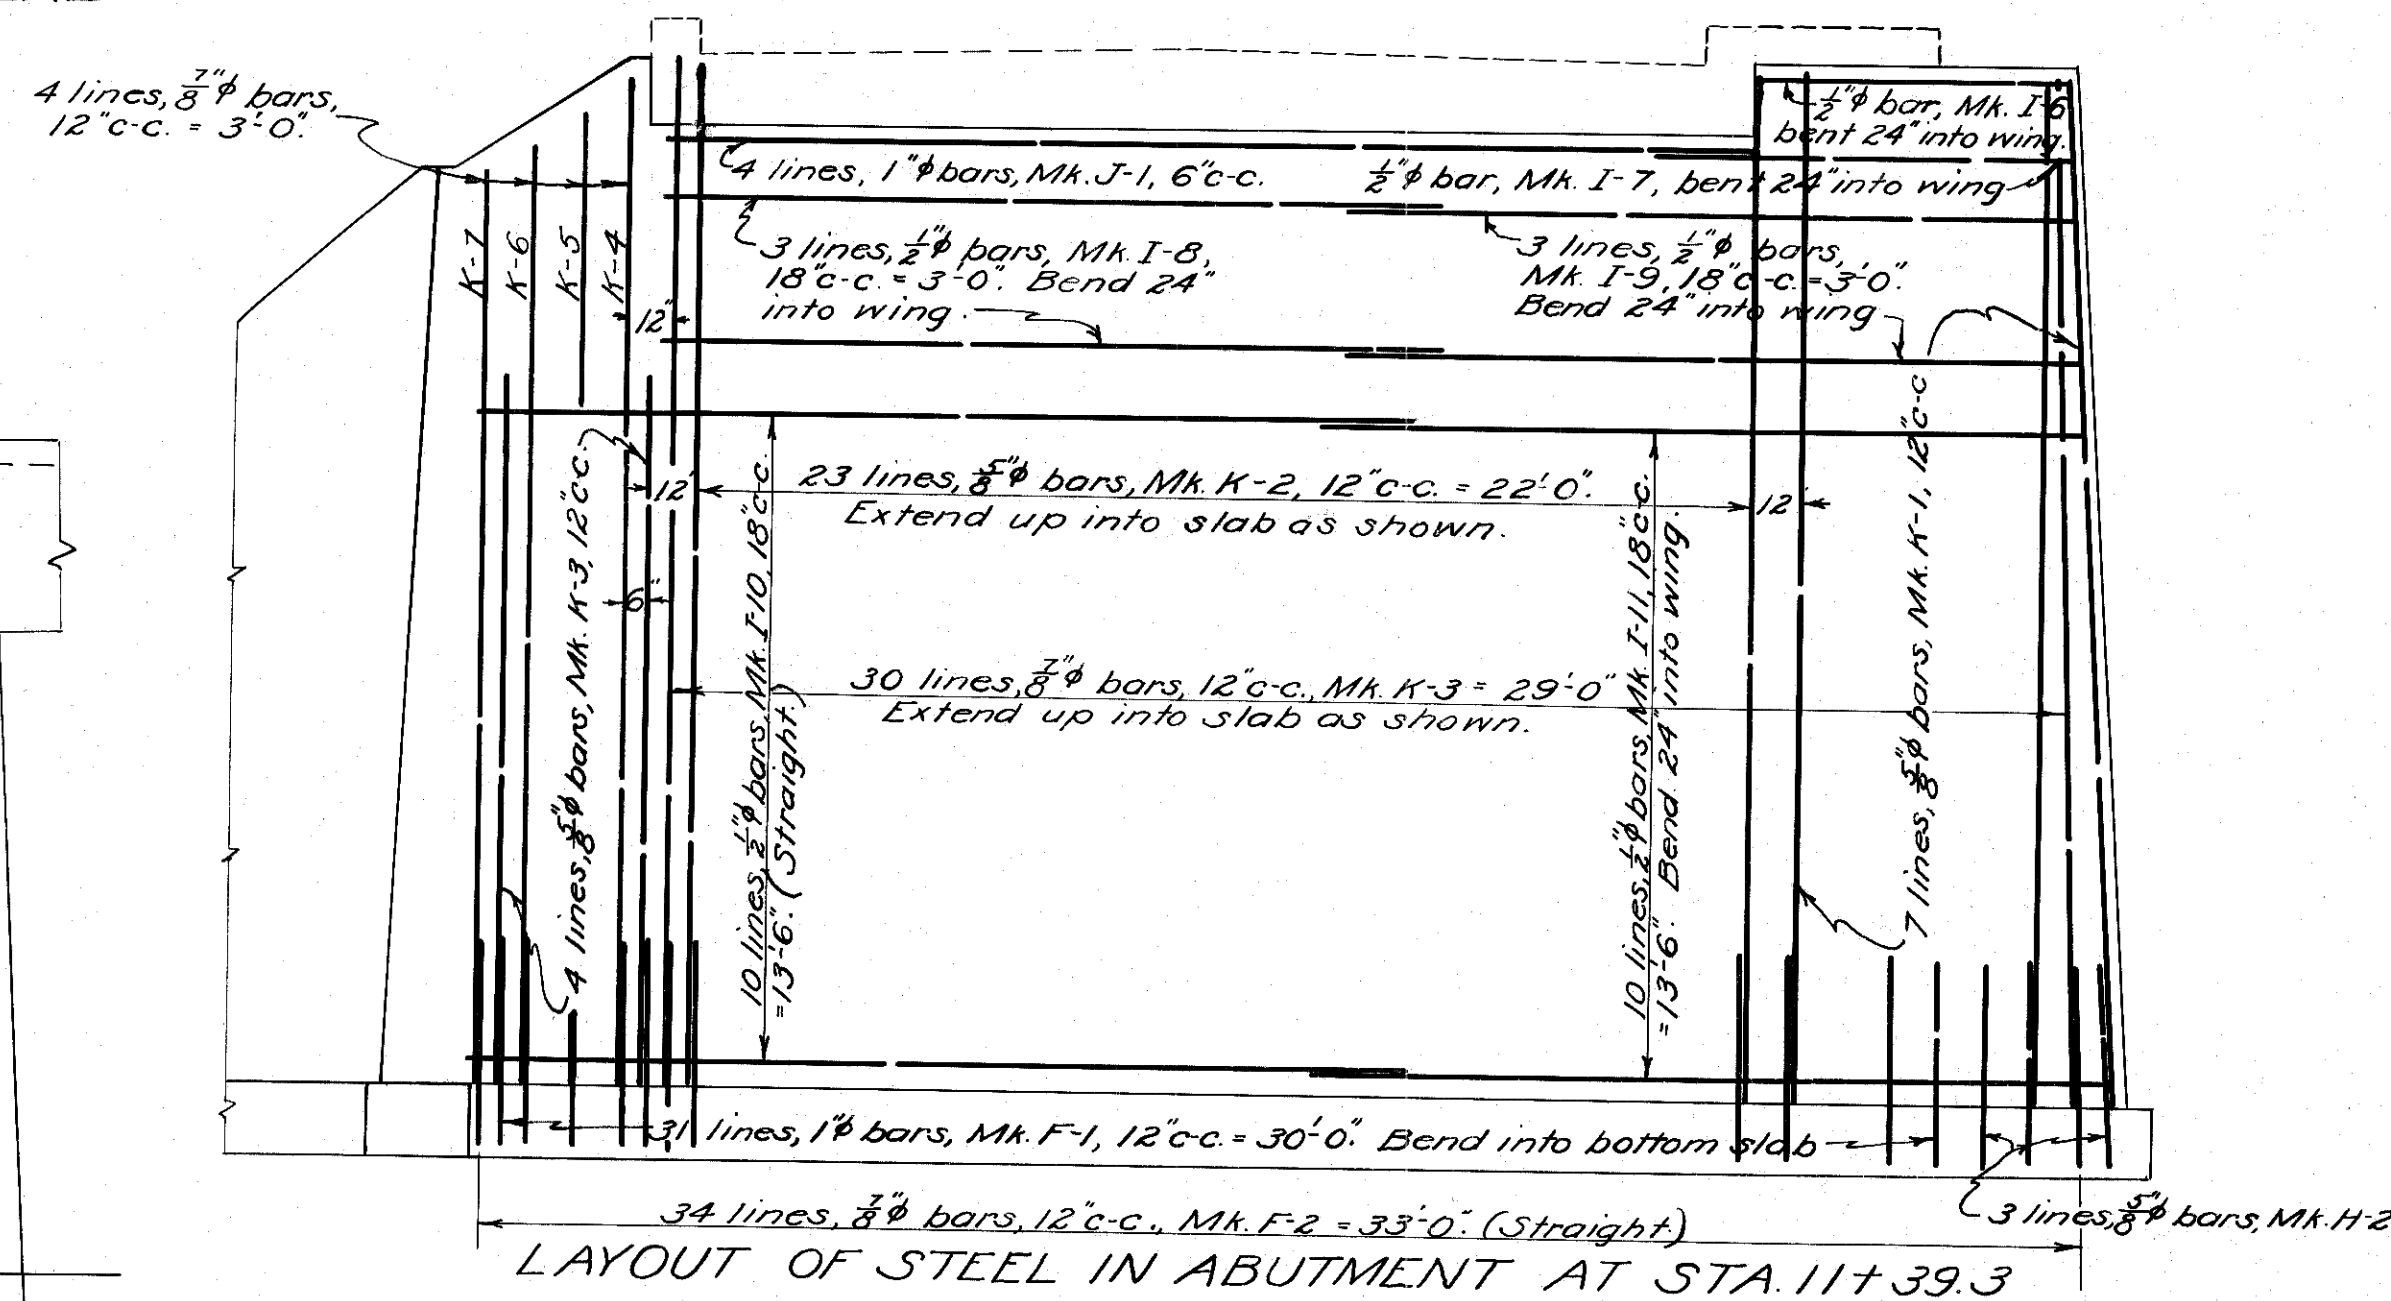 4 lines, 7/8"φ bars,
12"c-c. = 3'-0".
1/2"φ bar, Mk. I-6
bent 24" into wing.
4 lines, 1"φ bars, Mk. J-1, 6"c-c.
1/2"φ bar, Mk. I-7, bent 24" into wing
K-7
K-6
K-5
K-4
3 lines, 1/2"φ bars, Mk. I-8,
18"c-c. = 3'-0". Bend 24"
into wing.
3 lines, 1/2"φ bars,
Mk. I-9, 18"c-c. = 3'-0".
Bend 24" into wing
12"
12"
23 lines, 5/8"φ bars, Mk. K-2, 12"c-c. = 22'-0".
Extend up into slab as shown.
12"
6"
4 lines, 5/8"φ bars, Mk. K-3, 12"cc.
10 lines, 1/2"φ bars, Mk. I-10, 18"c-c.
=13'-6". (Straight.)
30 lines, 7/8"φ bars, 12"c-c., Mk. K-3 = 29'-0"
Extend up into slab as shown.
10 lines, 1/2"φ bars, Mk. I-11, 18"c-c.
=13'-6". Bend 24" into wing.
7 lines, 5/8"φ bars, Mk. K-1, 12"c-c
31 lines, 1"φ bars, Mk. F-1, 12"c-c. = 30'-0". Bend into bottom slab
34 lines, 7/8"φ bars, 12"c-c., Mk. F-2 = 33'-0". (Straight.)
3 lines, 5/8"φ bars, Mk. H-2
LAYOUT OF STEEL IN ABUTMENT AT STA. 11+39.3